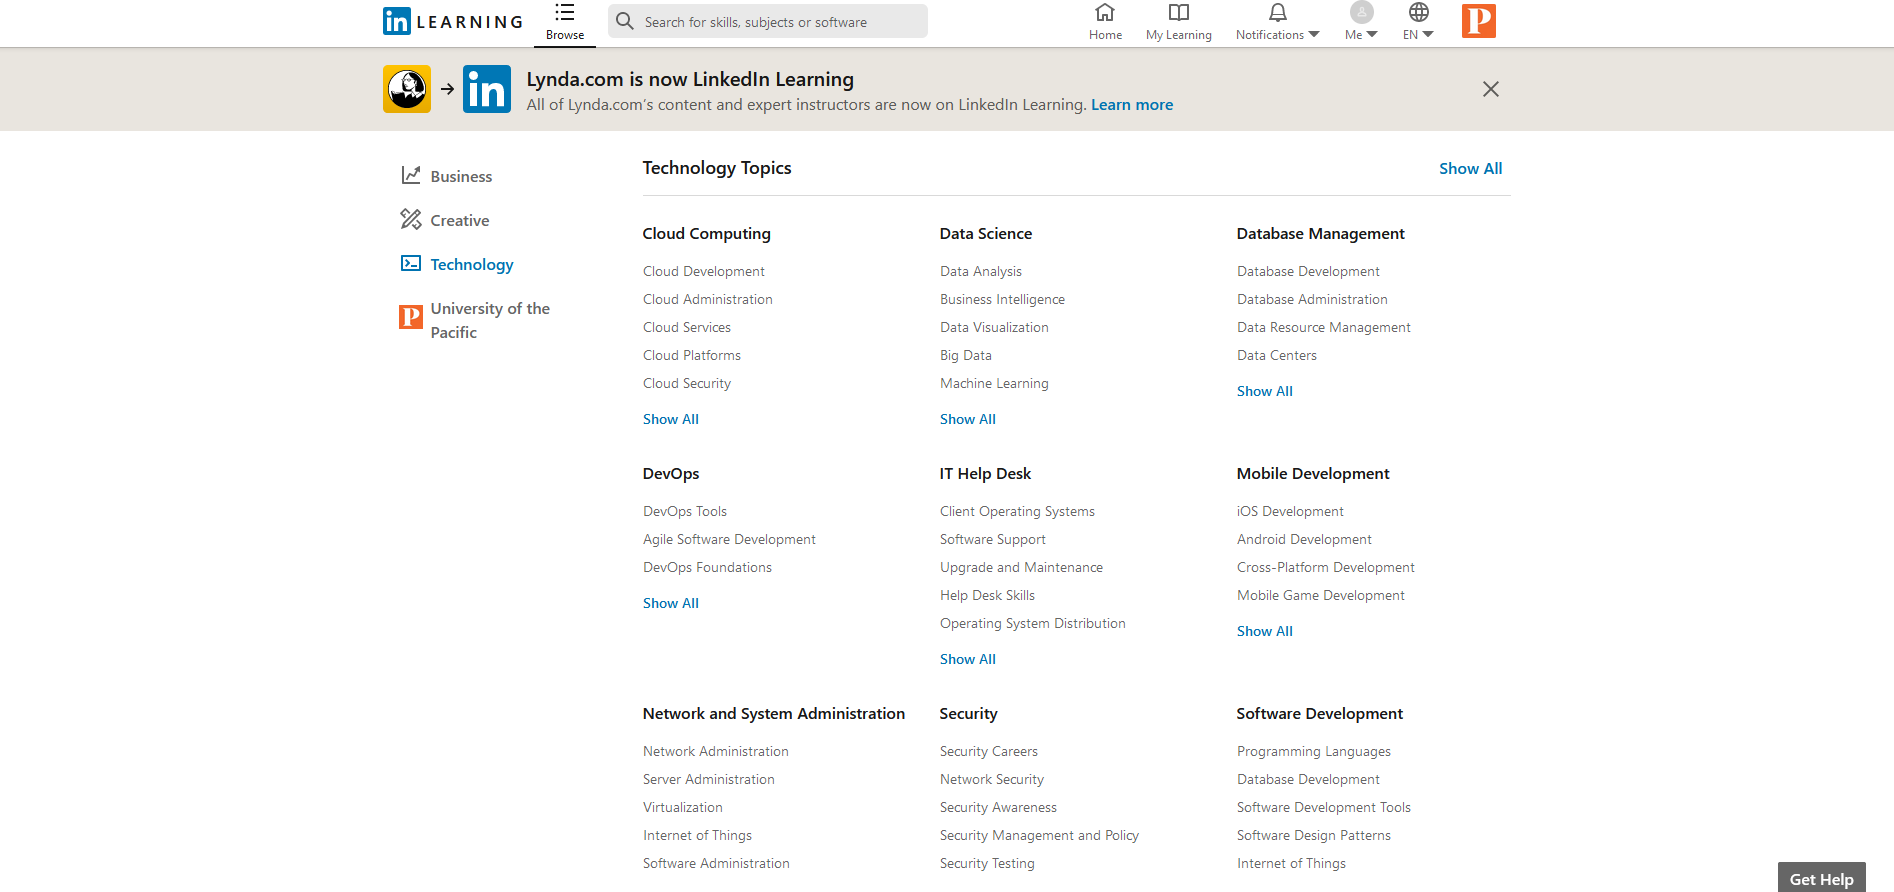 in LEARNING
Browse
Search for skills, subjects or software
Home
My Learning
Notifications
Me
EN
P
in
Lynda.com is now LinkedIn Learning
All of Lynda.com's content and expert instructors are now on LinkedIn Learning. Learn more
Business
Creative
Technology
P
University of the
Pacific
Technology Topics
Show All
Cloud Computing
Cloud Development
Cloud Administration
Cloud Services
Cloud Platforms
Cloud Security
Show All
Data Science
Data Analysis
Business Intelligence
Data Visualization
Big Data
Machine Learning
Show All
Database Management
Database Development
Database Administration
Data Resource Management
Data Centers
Show All
DevOps
DevOps Tools
Agile Software Development
DevOps Foundations
Show All
IT Help Desk
Client Operating Systems
Software Support
Upgrade and Maintenance
Help Desk Skills
Operating System Distribution
Show All
Mobile Development
iOS Development
Android Development
Cross-Platform Development
Mobile Game Development
Show All
Network and System Administration
Network Administration
Server Administration
Virtualization
Internet of Things
Software Administration
Security
Security Careers
Network Security
Security Awareness
Security Management and Policy
Security Testing
Software Development
Programming Languages
Database Development
Software Development Tools
Software Design Patterns
Internet of Things
Get Help